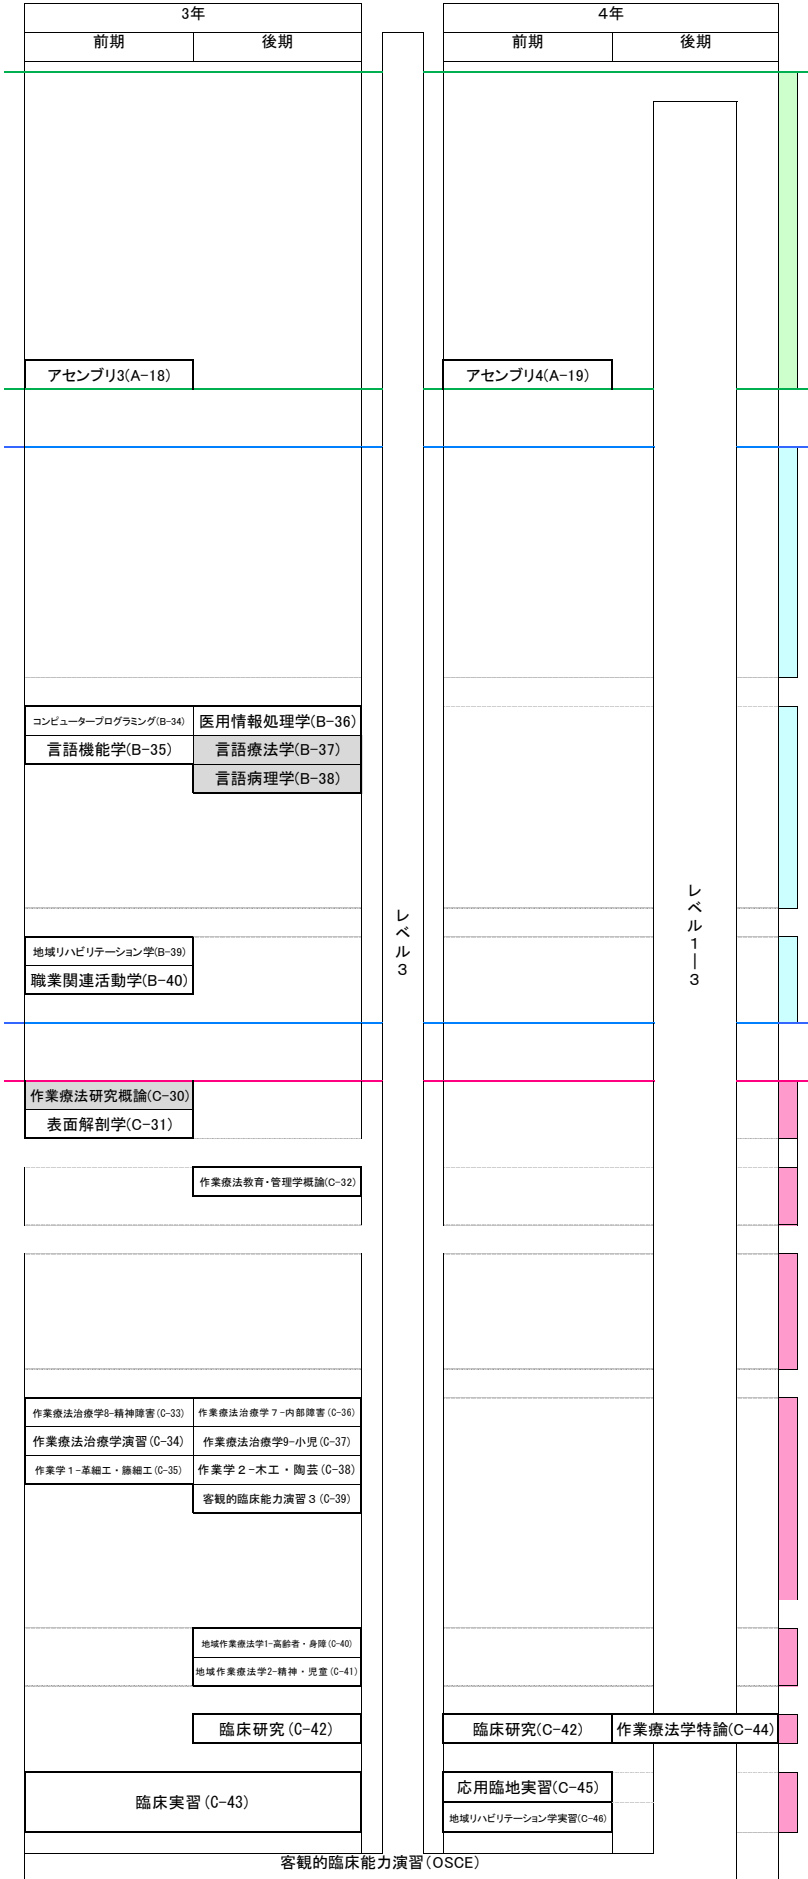 3年
4年
前期
後期
前期
後期
アセンブリ3(A-18)
アセンブリ4(A-19)
コンピュータープログラミング(B-34)
医用情報処理学(B-36)
言語機能学(B-35)
言語療法学(B-37)
言語病理学(B-38)
レベル3
レベル1―3
地域リハビリテーション学(B-39)
職業関連活動学(B-40)
作業療法研究概論(C-30)
表面解剖学(C-31)
作業療法教育・管理学概論(C-32)
作業療法治療学8-精神障害(C-33)
作業療法治療学7-内部障害(C-36)
作業療法治療学演習(C-34)
作業療法治療学9-小児(C-37)
作業学1-革細工・籐細工(C-35)
作業学2-木工・陶芸(C-38)
客観的臨床能力演習3(C-39)
地域作業療法学1-高齢者・身障(C-40)
地域作業療法学2-精神・児童(C-41)
臨床研究(C-42)
臨床研究(C-42)
作業療法学特論(C-44)
臨床実習(C-43)
応用臨地実習(C-45)
地域リハビリテーション学実習(C-46)
客観的臨床能力演習(OSCE)